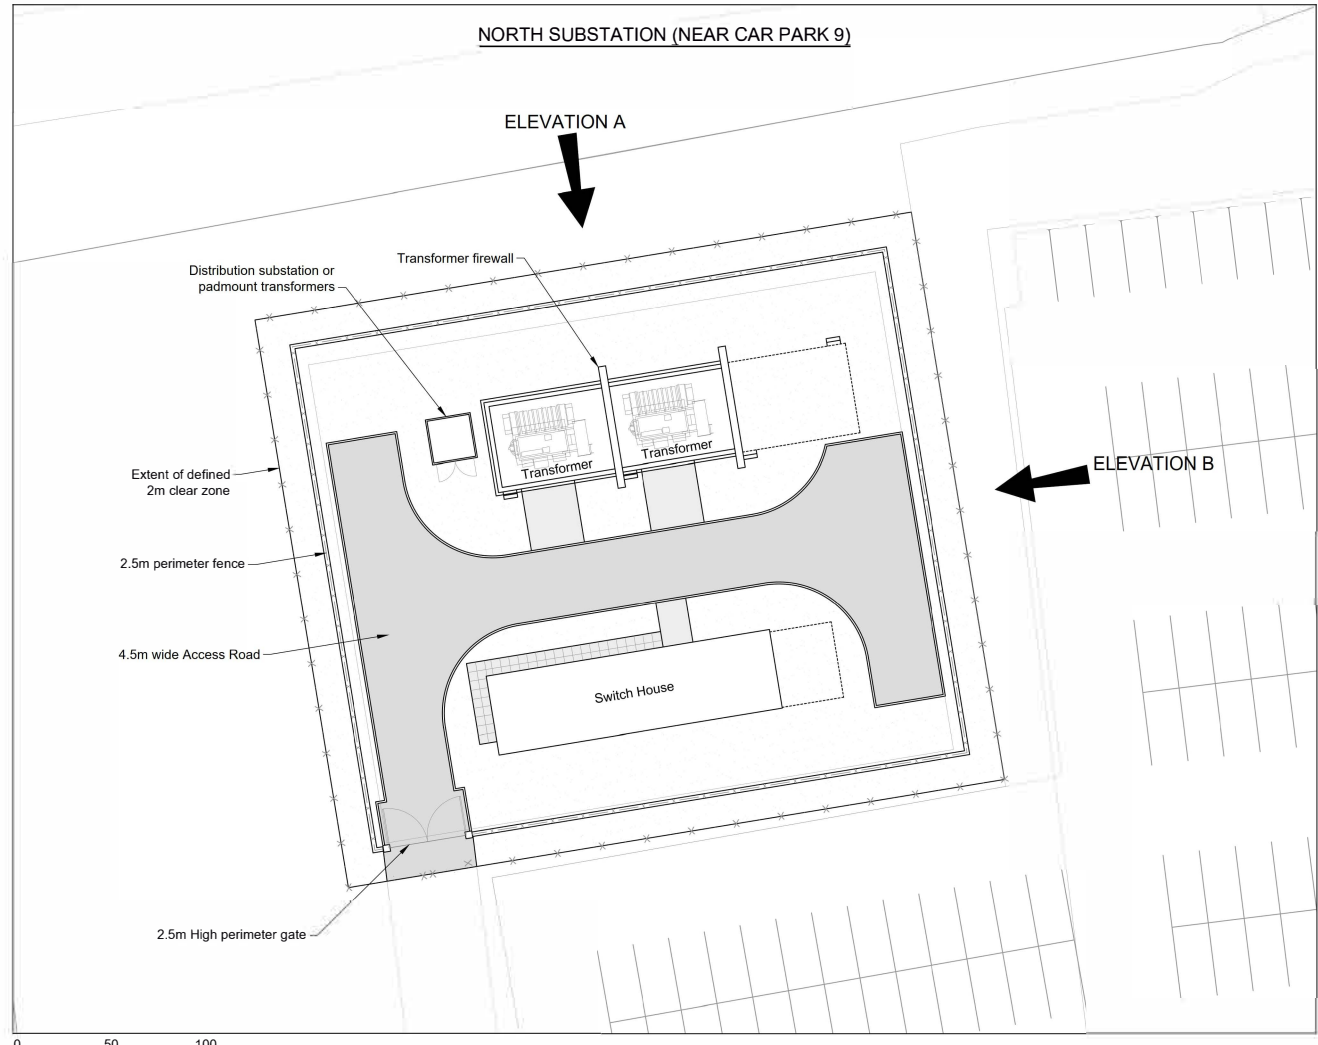 NORTH SUBSTATION (NEAR CAR PARK 9)
ELEVATION A
Transformer firewall
Distribution substation or
padmount transformers
Transformer
Transformer
ELEVATION B
Extent of defined
2m clear zone
2.5m perimeter fence
4.5m wide Access Road
Switch House
2.5m High perimeter gate
0 50 100